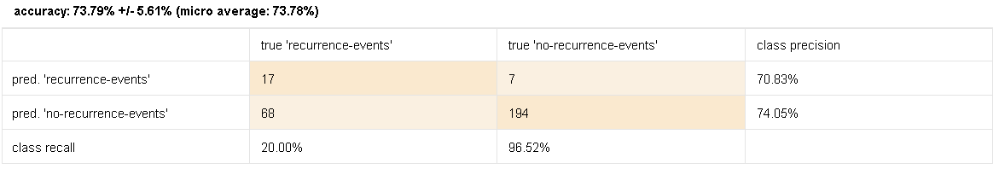 accuracy: 73.79% +/- 5.61% (micro average: 73.78%)
true 'recurrence-events' true 'no-recurrence-events' class precision
pred. 'recurrence-events' 17 7 70.83%
pred. 'no-recurrence-events' 68 194 74.05%
class recall 20.00% 96.52%